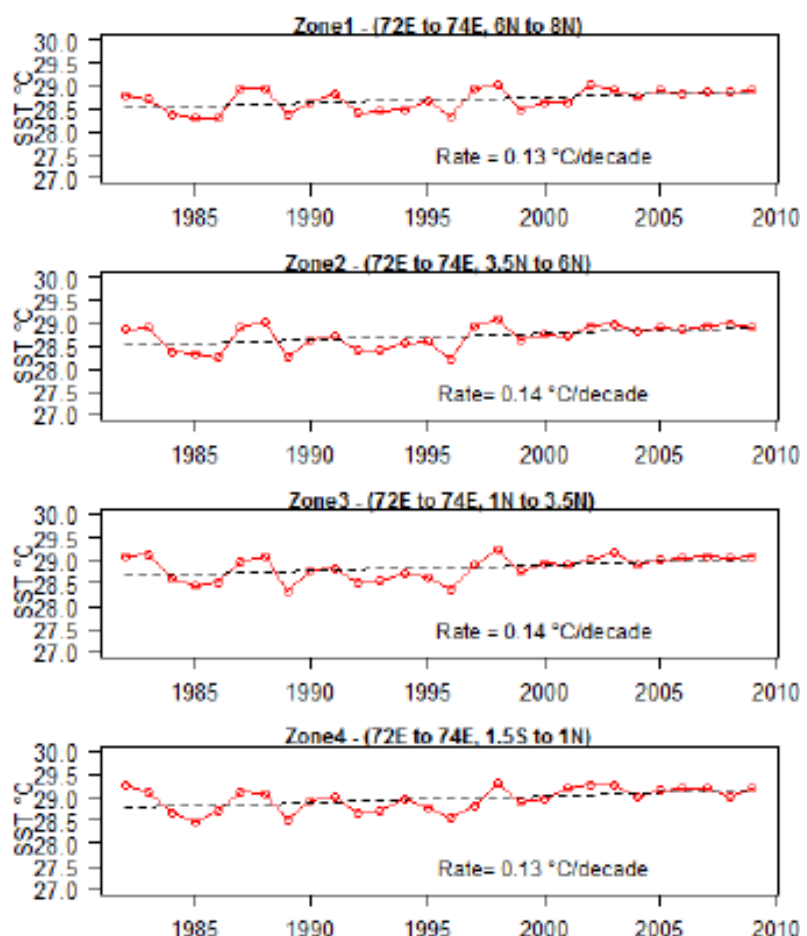 Zone1 - (72E to 74E, 6N to 8N)
SST °C
30.0
29.5
29.0
28.5
28.0
27.5
27.0
Rate = 0.13 °C/decade
1985 1990 1995 2000 2005 2010
Zone2 - (72E to 74E, 3.5N to 6N)
SST °C
30.0
29.5
29.0
28.5
28.0
27.5
27.0
Rate= 0.14 °C/decade
1985 1990 1995 2000 2005 2010
Zone3 - (72E to 74E, 1N to 3.5N)
SST °C
30.0
29.5
29.0
28.5
28.0
27.5
27.0
Rate = 0.14 °C/decade
1985 1990 1995 2000 2005 2010
Zone4 - (72E to 74E, 1.5S to 1N)
SST °C
30.0
29.5
29.0
28.5
28.0
27.5
27.0
Rate= 0.13 °C/decade
1985 1990 1995 2000 2005 2010